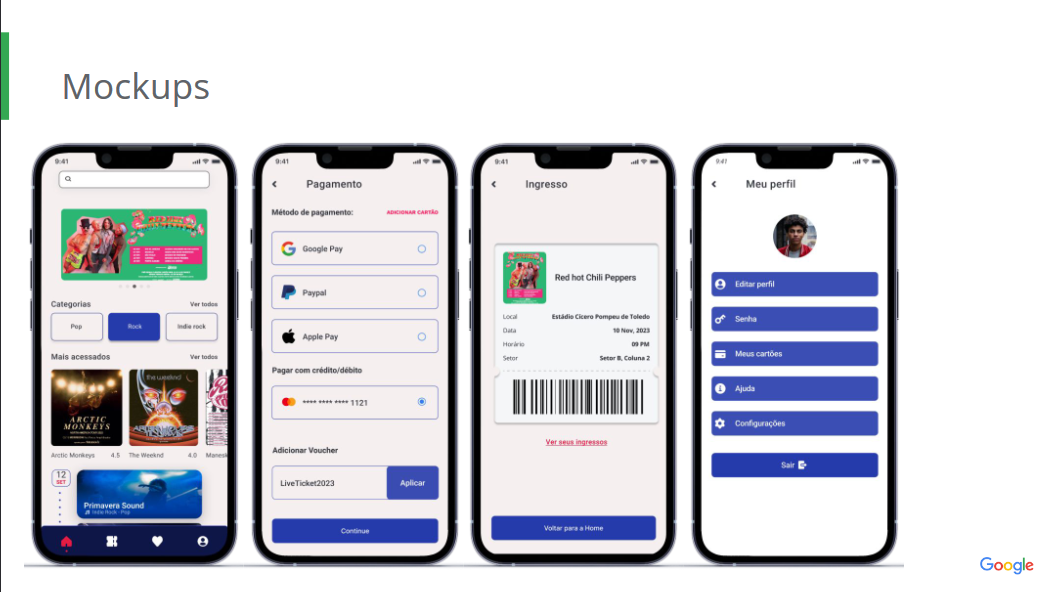 Mockups
9:41
Categorias
Ver todos
Pop
Rock
Indie rock
Mais acessados
Ver todos
the weeknd
ARCTIC
MONKEYS
Arctic Monkeys
4.5
The Weeknd
4.0
Manesk
12
SET
Primavera Sound
Indie Rock - Pop
9:41
Pagamento
Método de pagamento:
ADICIONAR CARTÃO
Google Pay
Paypal
Apple Pay
Pagar com crédito/débito
**** **** **** 1121
Adicionar Voucher
LiveTicket2023
Aplicar
Continue
9:41
Ingresso
Red hot Chili Peppers
Local
Estádio Cícero Pompeu de Toledo
Data
10 Nov, 2023
Horário
09 PM
Setor
Setor B, Coluna 2
Ver seus ingressos
Voltar para a Home
9:41
Meu perfil
Editar perfil
Senha
Meus cartões
Ajuda
Configurações
Sair
Google